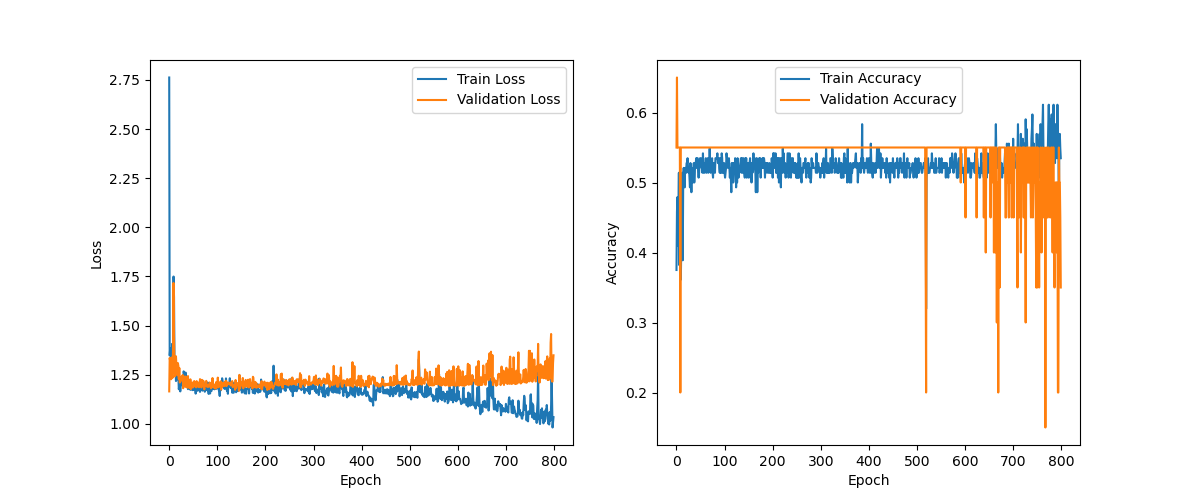 2.75
2.50
2.25
2.00
1.75
1.50
1.25
1.00
Loss
0 100 200 300 400 500 600 700 800
Epoch
Train Loss
Validation Loss
0.6
0.5
0.4
0.3
0.2
Accuracy
0 100 200 300 400 500 600 700 800
Epoch
Train Accuracy
Validation Accuracy